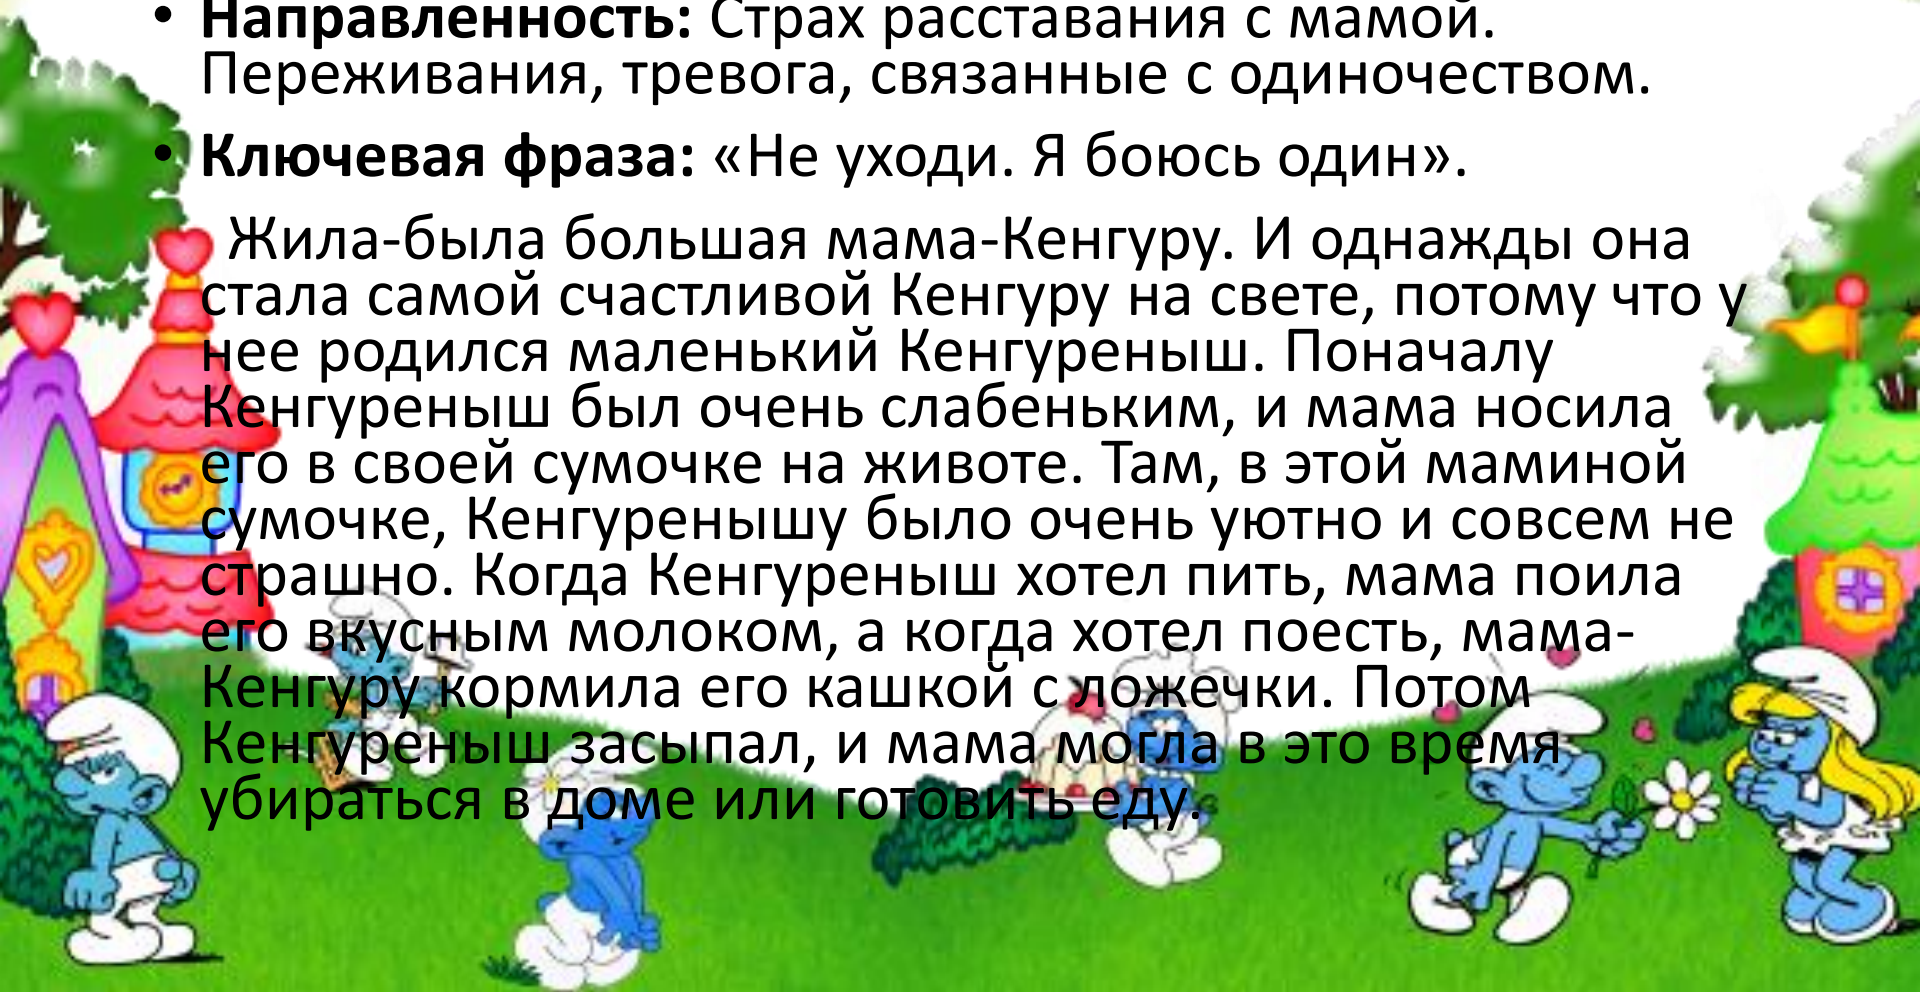 • Направленность: Страх расставания с мамой.
Переживания, тревога, связанные с одиночеством.
• Ключевая фраза: «Не уходи. Я боюсь один».
Жила-была большая мама-Кенгуру. И однажды она
стала самой счастливой Кенгуру на свете, потому что у
нее родился маленький Кенгуреныш. Поначалу
Кенгуреныш был очень слабеньким, и мама носила
его в своей сумочке на животе. Там, в этой маминой
сумочке, Кенгуренышу было очень уютно и совсем не
страшно. Когда Кенгуреныш хотел пить, мама поила
его вкусным молоком, а когда хотел поесть, мама-
Кенгуру кормила его кашкой с ложечки. Потом
Кенгуреныш засыпал, и мама могла в это время
убираться в доме или готовить еду.